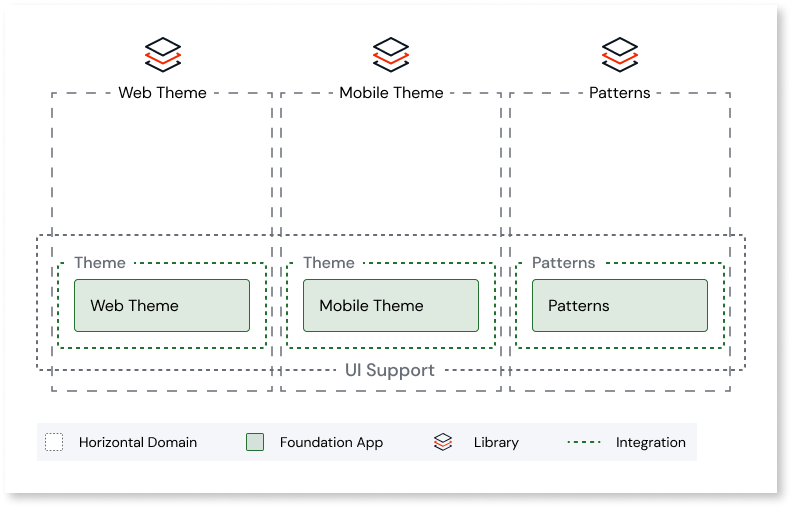 Web Theme
Mobile Theme
Patterns
Theme
Theme
Patterns
Web Theme
Mobile Theme
Patterns
UI Support
Horizontal Domain
Foundation App
Library
Integration